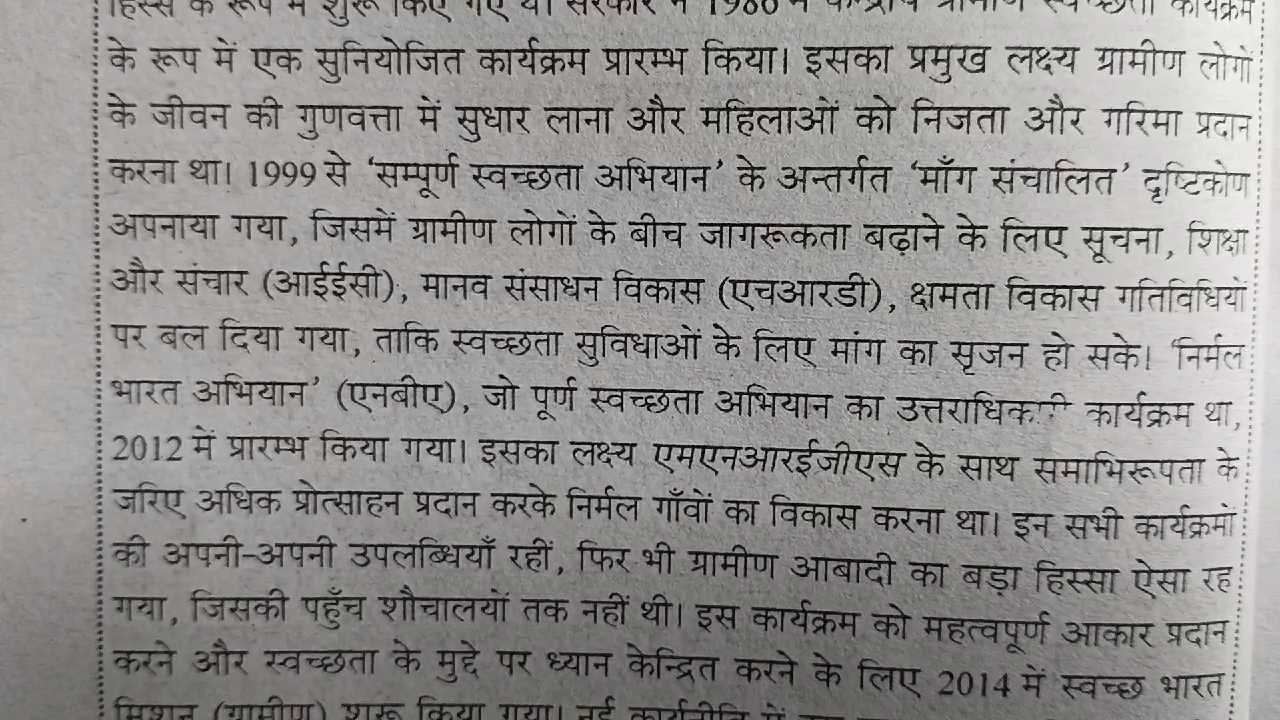 हिस्से के रूप में शुरू किए गए थे। सरकार ने 1986 में केन्द्रीय ग्रामीण स्वच्छता कार्यक्रम
के रूप में एक सुनियोजित कार्यक्रम प्रारम्भ किया। इसका प्रमुख लक्ष्य ग्रामीण लोगों
के जीवन की गुणवत्ता में सुधार लाना और महिलाओं को निजता और गरिमा प्रदान
करना था। 1999 से ‘सम्पूर्ण स्वच्छता अभियान’ के अन्तर्गत ‘माँग संचालित’ दृष्टिकोण
अपनाया गया, जिसमें ग्रामीण लोगों के बीच जागरूकता बढ़ाने के लिए सूचना, शिक्षा
और संचार (आईईसी), मानव संसाधन विकास (एचआरडी), क्षमता विकास गतिविधियों
पर बल दिया गया, ताकि स्वच्छता सुविधाओं के लिए मांग का सृजन हो सके। ‘निर्मल
भारत अभियान’ (एनबीए), जो पूर्ण स्वच्छता अभियान का कार्यक्रम था,
2012 में प्रारम्भ किया गया। इसका लक्ष्य एमएनआरईजीएस के साथ समाभिरूपता के
जरिए अधिक प्रोत्साहन प्रदान करके निर्मल गाँवों का विकास करना था। इन सभी कार्यक्रमों
की अपनी-अपनी उपलब्धियाँ रहीं, फिर भी ग्रामीण आबादी का बड़ा हिस्सा ऐसा रह
गया, जिसकी पहुँच शौचालयों तक नहीं थी। इस कार्यक्रम को महत्वपूर्ण आकार प्रदान
करने और स्वच्छता के मुद्दे पर ध्यान केन्द्रित करने के लिए 2014 में स्वच्छ भारत
मिशन (ग्रामीण) शुरू किया गया। नई कार्यनीति में